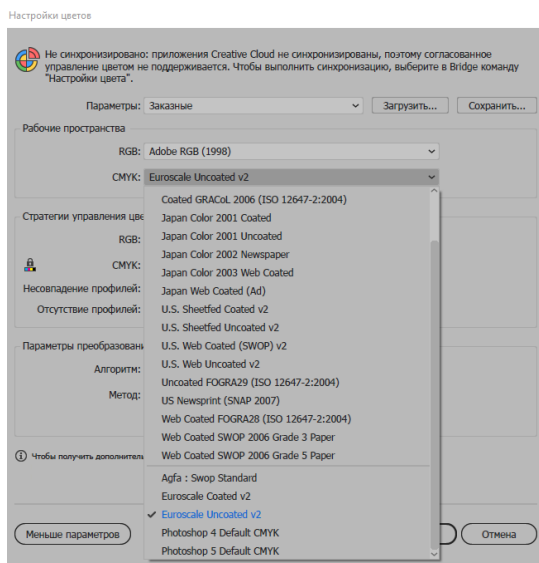 Настройки цветов
Не синхронизировано: приложения Creative Cloud не синхронизированы, поэтому согласованное
управление цветом не поддерживается. Чтобы выполнить синхронизацию, выберите в Bridge команду
"Настройки цвета".
Параметры: Заказные Загрузить... Сохранить...
Рабочие пространства
RGB: Adobe RGB (1998)
CMYK: Euroscale Uncoated v2
Coated GRACoL 2006 (ISO 12647-2:2004)
Стратегии управления цве Japan Color 2001 Coated
RGB: Japan Color 2001 Uncoated
Japan Color 2002 Newspaper
CMYK: Japan Color 2003 Web Coated
Несовпадение профилей: Japan Web Coated (Ad)
Отсутствие профилей: U.S. Sheetfed Coated v2
U.S. Sheetfed Uncoated v2
Параметры преобразован U.S. Web Coated (SWOP) v2
Алгоритм: U.S. Web Uncoated v2
Uncoated FOGRA29 (ISO 12647-2:2004)
Метод: US Newsprint (SNAP 2007)
Web Coated FOGRA28 (ISO 12647-2:2004)
Web Coated SWOP 2006 Grade 3 Paper
Чтобы получить дополнитель Web Coated SWOP 2006 Grade 5 Paper
Agfa : Swop Standard
Euroscale Coated v2
Euroscale Uncoated v2
Меньше параметров Photoshop 4 Default CMYK Отмена
Photoshop 5 Default CMYK